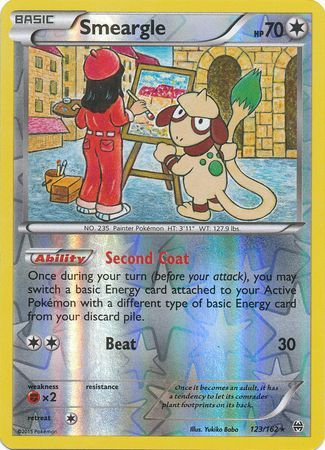 BASIC
Smeargle
HP70
NO. 235 Painter Pokémon HT: 3'11" WT: 127.9 lbs.
Ability Second Coat
Once during your turn (before your attack), you may
switch a basic Energy card attached to your Active
Pokémon with a different type of basic Energy card
from your discard pile.
Beat 30
weakness resistance
×2
retreat
Once it becomes an adult, it has
a tendency to let its comrades
plant footprints on its back.
©2015 Pokémon
Illus. Yukiko Baba
123/162★